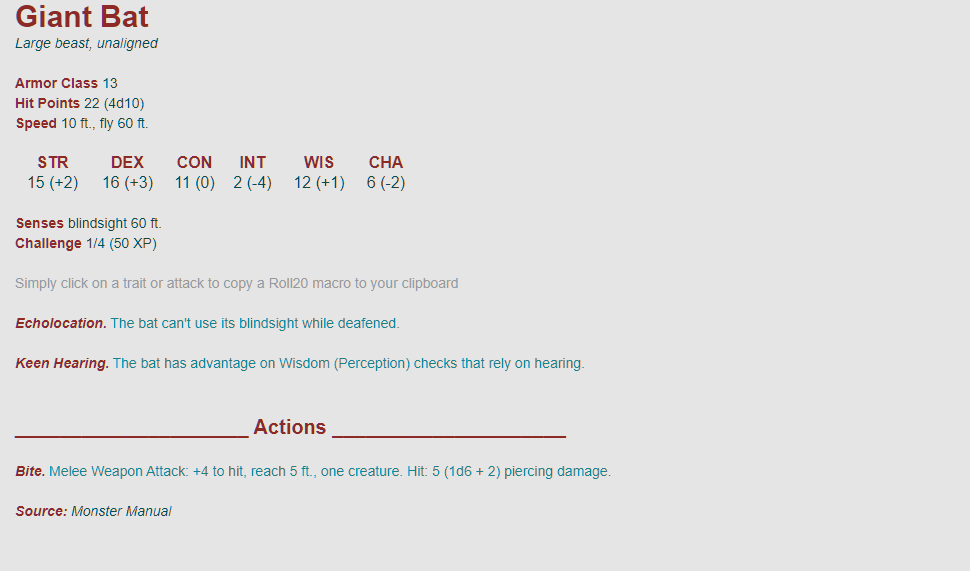 Giant Bat
Large beast, unaligned
Armor Class 13
Hit Points 22 (4d10)
Speed 10 ft., fly 60 ft.
STR DEX CON INT WIS CHA
15 (+2) 16 (+3) 11 (0) 2 (-4) 12 (+1) 6 (-2)
Senses blindsight 60 ft.
Challenge 1/4 (50 XP)
Simply click on a trait or attack to copy a Roll20 macro to your clipboard
Echolocation. The bat can't use its blindsight while deafened.
Keen Hearing. The bat has advantage on Wisdom (Perception) checks that rely on hearing.
Actions
Bite. Melee Weapon Attack: +4 to hit, reach 5 ft., one creature. Hit: 5 (1d6 + 2) piercing damage.
Source: Monster Manual